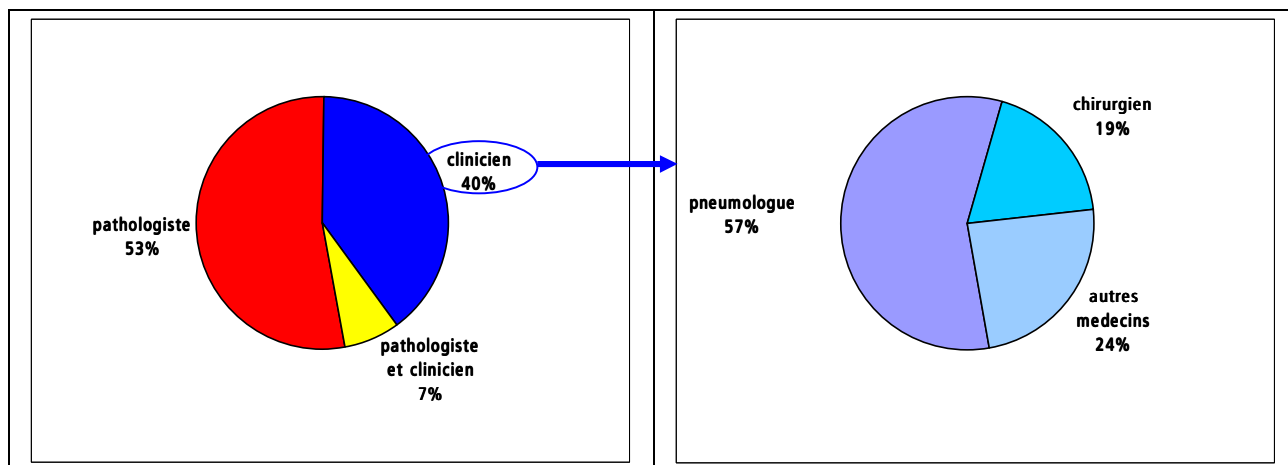 clinicien
40%
pathologiste
53%
pathologiste
et clinicien
7%
chirurgien
19%
pneumologue
57%
autres
medecins
24%